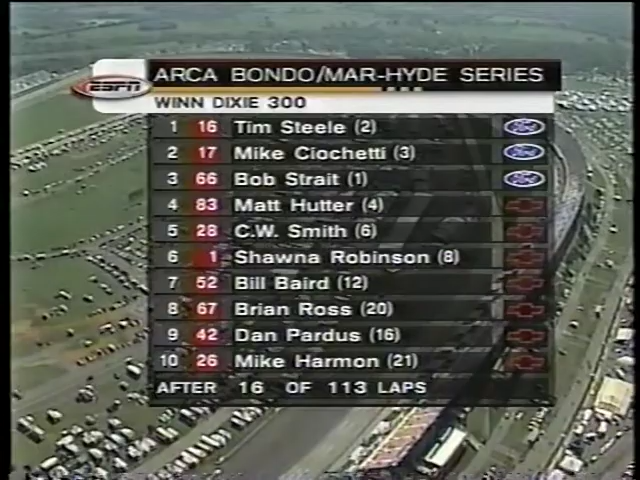 ESPN
ARCA BONDO/MAR-HYDE SERIES
WINN DIXIE 300
1 16 Tim Steele (2) Ford
2 17 Mike Ciochetti (3) Ford
3 66 Bob Strait (1) Ford
4 83 Matt Hutter (4)
5 28 C.W. Smith (6)
6 1 Shawna Robinson (8)
7 52 Bill Baird (12)
8 67 Brian Ross (20)
9 42 Dan Pardus (16)
10 26 Mike Harmon (21)
AFTER 16 OF 113 LAPS